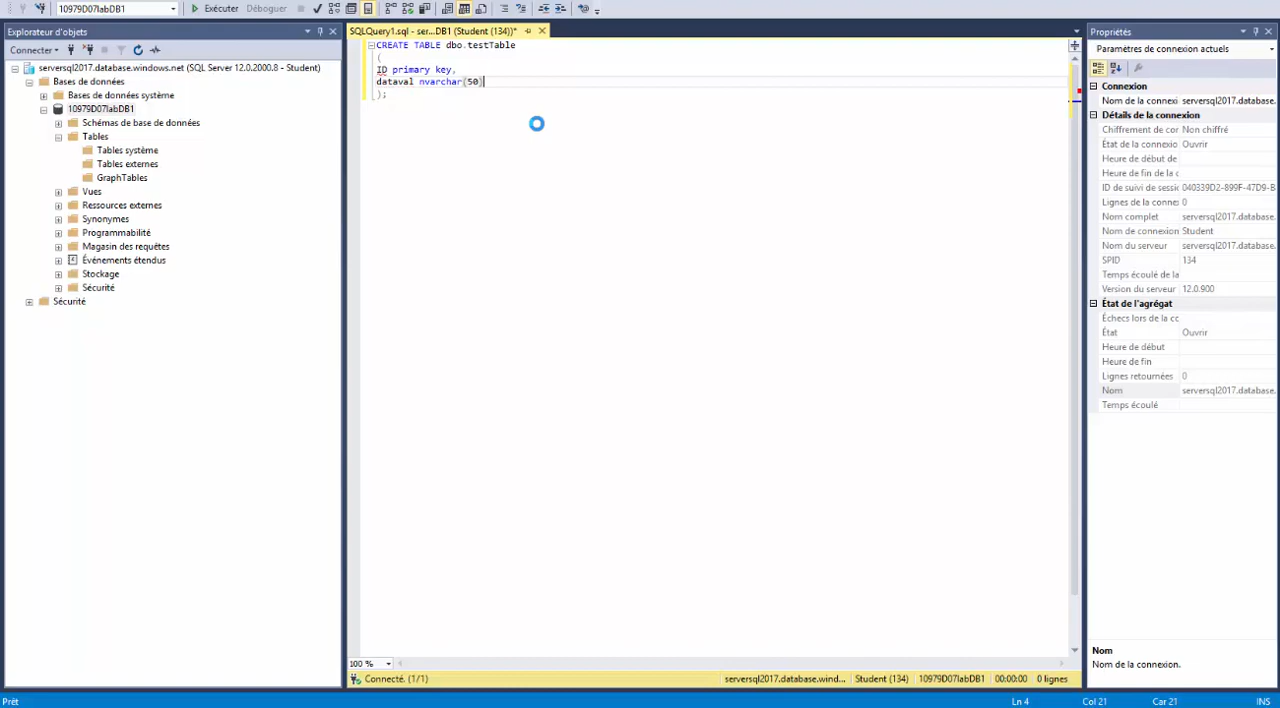 10979D07labDB1
Exécuter
Déboguer
Explorateur d'objets
Connecter
serversql2017.database.windows.net (SQL Server 12.0.2000.8 - Student)
Bases de données
Bases de données système
10979D07labDB1
Schémas de base de données
Tables
Tables système
Tables externes
GraphTables
Vues
Ressources externes
Synonymes
Programmabilité
Magasin des requêtes
Événements étendus
Stockage
Sécurité
Sécurité
SQLQuery1.sql - ser...DB1 (Student (134))*
CREATE TABLE dbo.testTable
(
ID primary key,
dataval nvarchar(50)
);
100 %
Connecté. (1/1)
serversql2017.database.wind...
Student (134)
10979D07labDB1
00:00:00
0 lignes
Propriétés
Paramètres de connexion actuels
Connexion
Nom de la connexi serversql2017.database.
Détails de la connexion
Chiffrement de cor Non chiffré
État de la connexio Ouvrir
Heure de début de
Heure de fin de la c
ID de suivi de sessi 040339D2-899F-47D9-B
Lignes de la conne 0
Nom complet serversql2017.database.
Nom de connexion Student
Nom du serveur serversql2017.database.
SPID 134
Temps écoulé de la
Version du serveur 12.0.900
État de l'agrégat
Échecs lors de la cc
État Ouvrir
Heure de début
Heure de fin
Lignes retournées 0
Nom serversql2017.database.
Temps écoulé
Nom
Nom de la connexion.
Prêt
Ln 4
Col 21
Car 21
INS